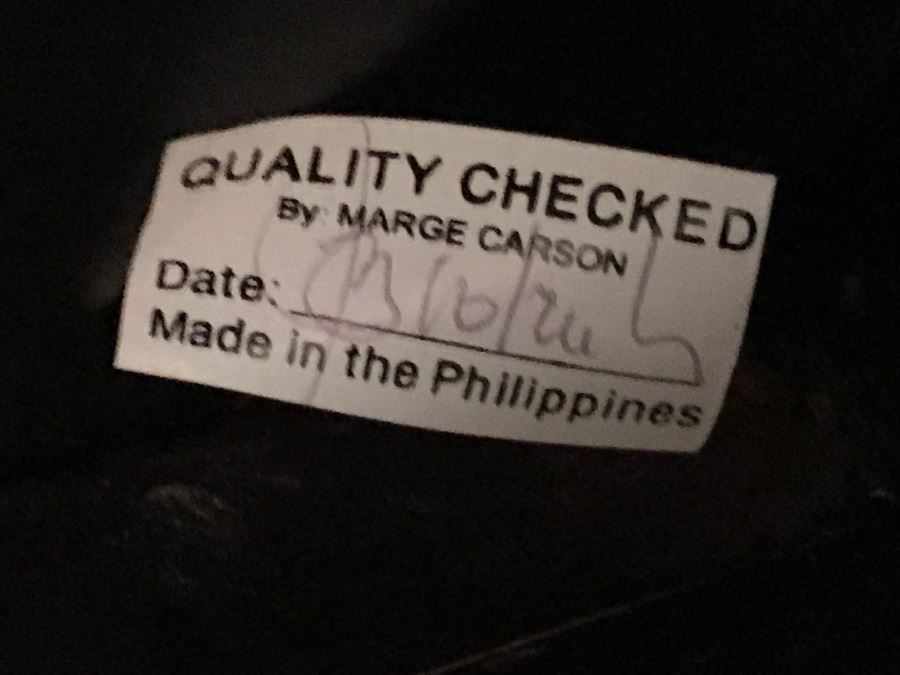 QUALITY CHECKED
By: MARGE CARSON
Date:
Made in the Philippines